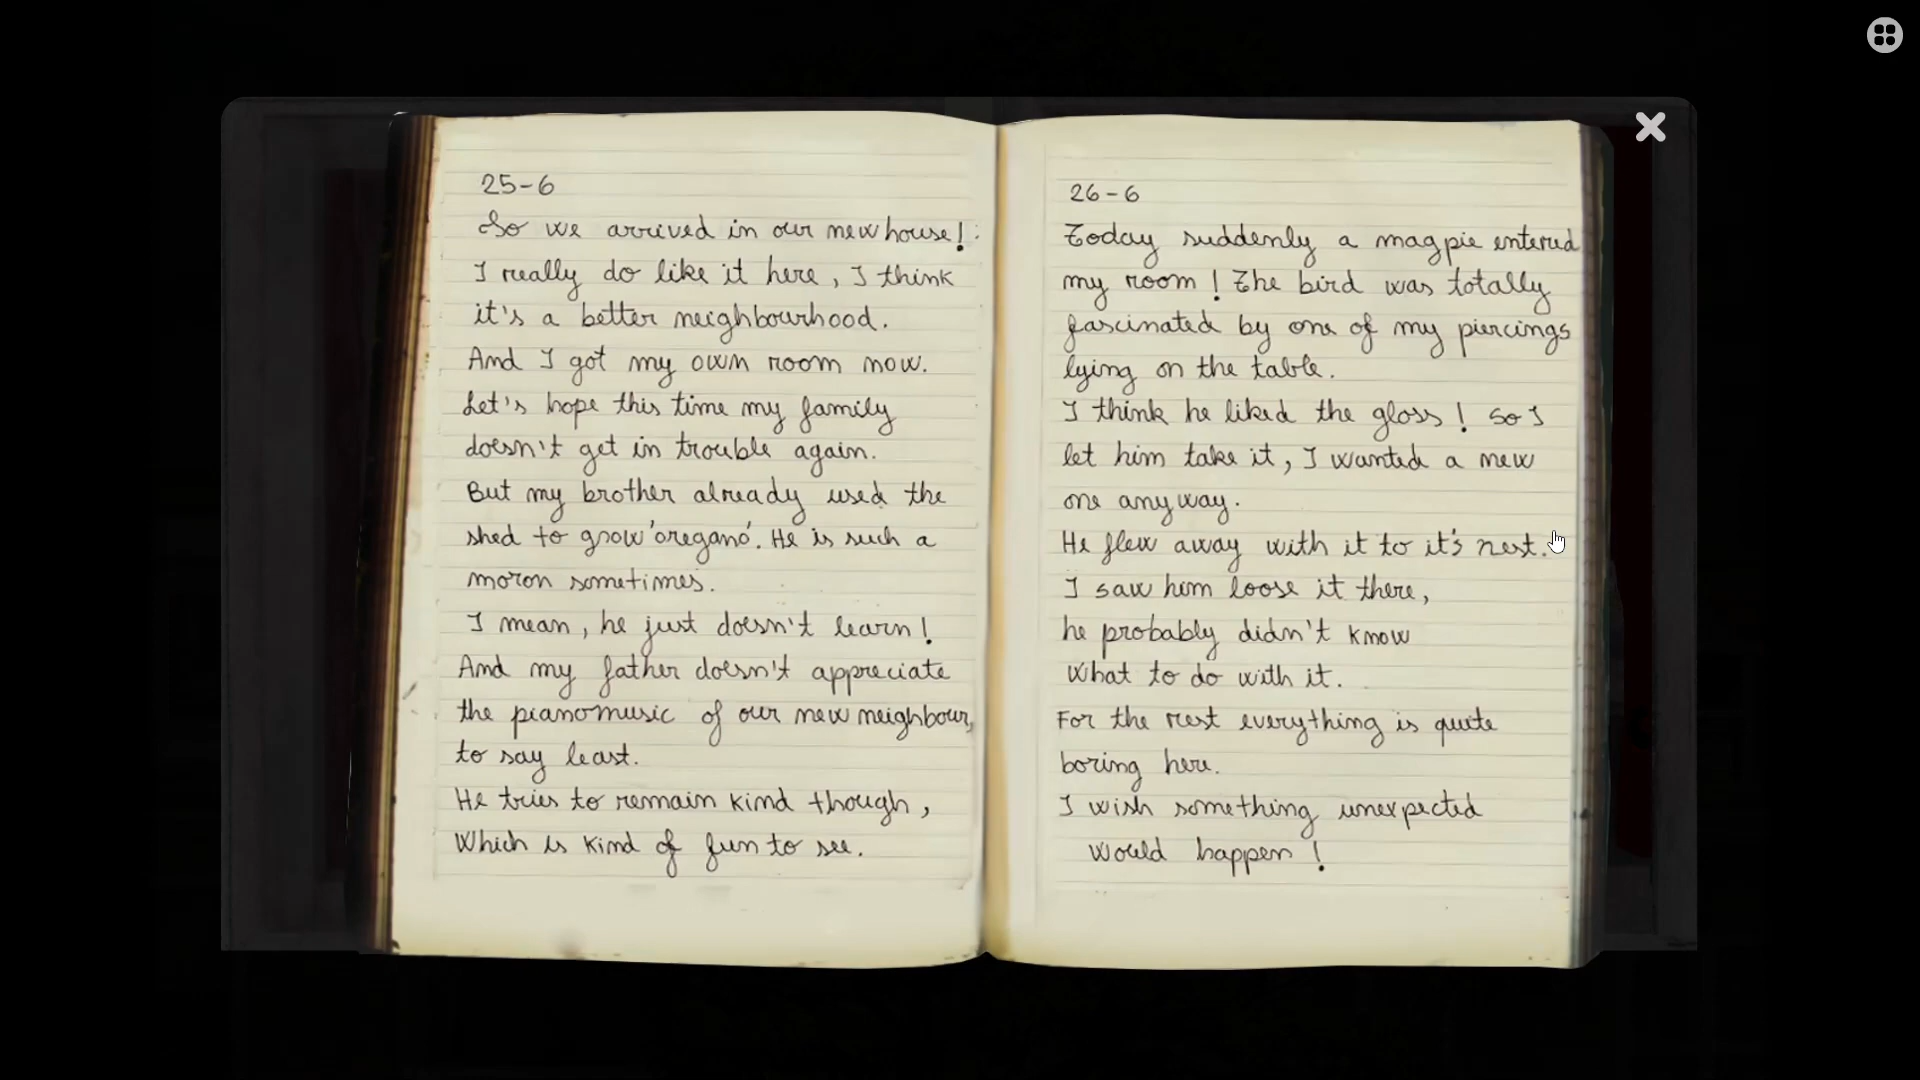 25-6
So we arrived in our new house!
I really do like it here, I think
it's a better neighbourhood.
And I got my own room now.
Let's hope this time my family
doesn't get in trouble again.
But my brother already used the
shed to grow 'oregano'. He is such a
moron sometimes.
I mean, he just doesn't learn!
And my father doesn't appreciate
the pianomusic of our new neighbour,
to say least.
He tries to remain kind though,
Which is kind of fun to see.
26-6
Today suddenly a magpie entered
my room! The bird was totally
fascinated by one of my piercings
lying on the table.
I think he liked the gloss! So I
let him take it, I wanted a new
one anyway.
He flew away with it to it's nest.
I saw him loose it there,
he probably didn't know
What to do with it.
For the rest everything is quite
boring here.
I wish something unexpected
would happen!